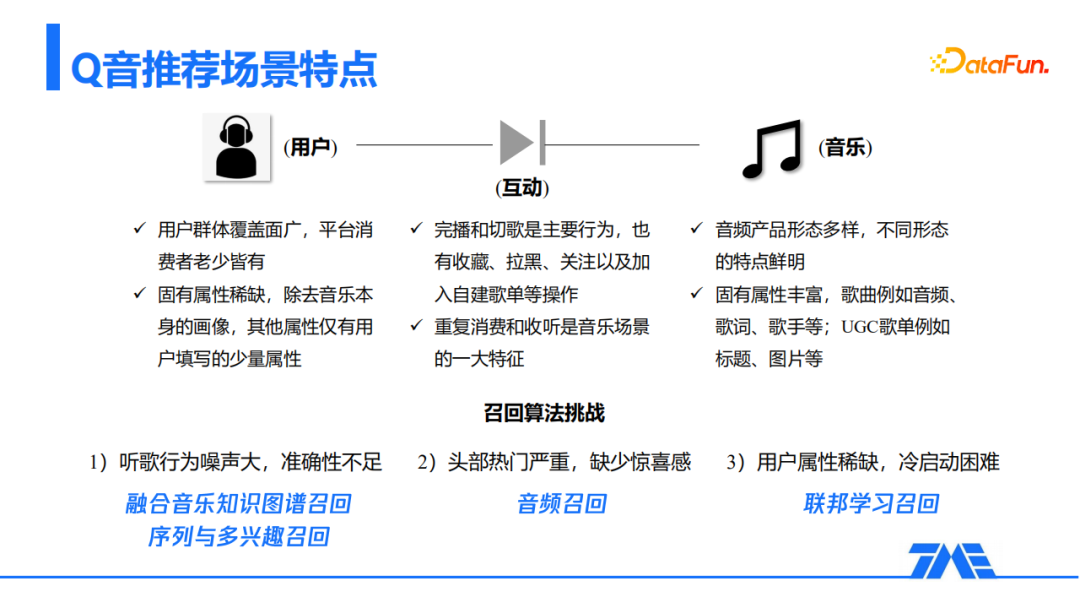 Q音推荐场景特点
DataFun.
(用户)
(互动)
(音乐)
✓ 用户群体覆盖面广，平台消
费者老少皆有
✓ 固有属性稀缺，除去音乐本
身的画像，其他属性仅有用
户填写的少量属性
✓ 完播和切歌是主要行为，也
有收藏、拉黑、关注以及加
入自建歌单等操作
✓ 重复消费和收听是音乐场景
的一大特征
✓ 音频产品形态多样，不同形态
的特点鲜明
✓ 固有属性丰富，歌曲例如音频、
歌词、歌手等；UGC歌单例如
标题、图片等
召回算法挑战
1）听歌行为噪声大，准确性不足
融合音乐知识图谱召回
序列与多兴趣召回
2）头部热门严重，缺少惊喜感
音频召回
3）用户属性稀缺，冷启动困难
联邦学习召回
TME